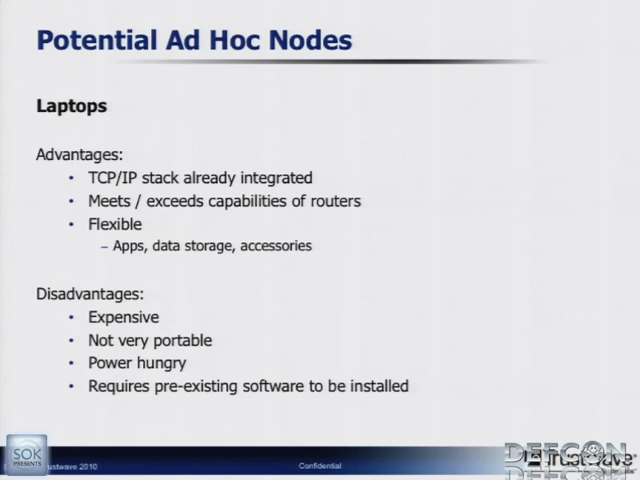 Potential Ad Hoc Nodes
Laptops
Advantages:
• TCP/IP stack already integrated
• Meets / exceeds capabilities of routers
• Flexible
– Apps, data storage, accessories
Disadvantages:
• Expensive
• Not very portable
• Power hungry
• Requires pre-existing software to be installed
SOK
PRESENTS
Trustwave 2010
Confidential
DEFCON
Trustwave